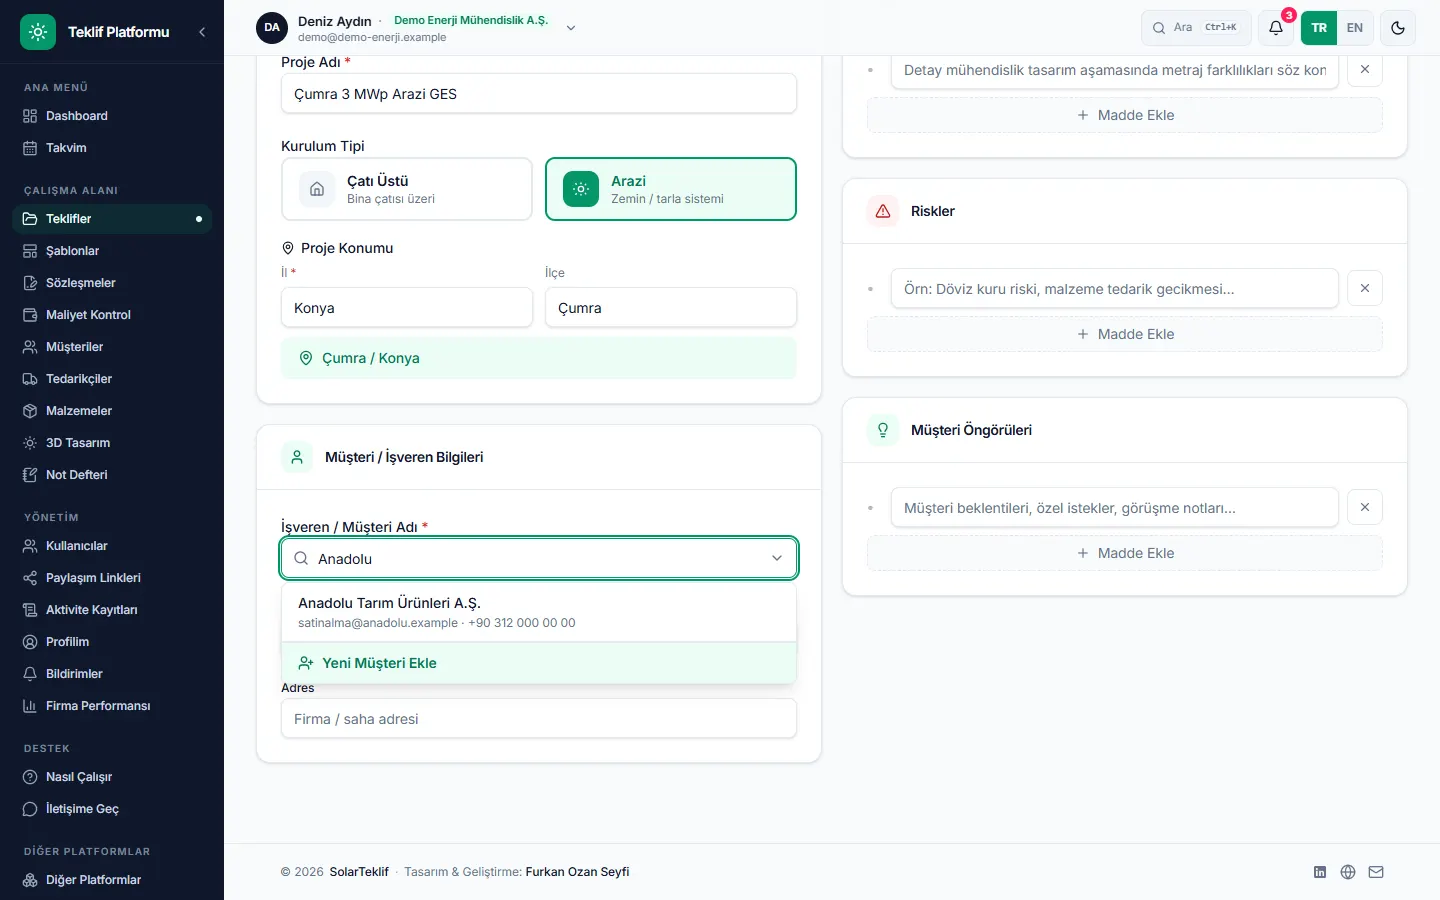 Teklif Platformu
ANA MENÜ
Dashboard
Takvim
ÇALIŞMA ALANI
Teklifler
Şablonlar
Sözleşmeler
Maliyet Kontrol
Müşteriler
Tedarikçiler
Malzemeler
3D Tasarım
Not Defteri
YÖNETİM
Kullanıcılar
Paylaşım Linkleri
Aktivite Kayıtları
Profilim
Bildirimler
Firma Performansı
DESTEK
Nasıl Çalışır
İletişime Geç
DİĞER PLATFORMLAR
Diğer Platformlar
DA
Deniz Aydın · Demo Enerji Mühendislik A.Ş.
demo@demo-enerji.example
Ara Ctrl+K
3
TR EN
Proje Adı *
Çumra 3 MWp Arazi GES
Kurulum Tipi
Çatı Üstü
Bina çatısı üzeri
Arazi
Zemin / tarla sistemi
Proje Konumu
İl *
İlçe
Konya
Çumra
Çumra / Konya
Müşteri / İşveren Bilgileri
İşveren / Müşteri Adı *
Anadolu
Anadolu Tarım Ürünleri A.Ş.
satinalma@anadolu.example · +90 312 000 00 00
Yeni Müşteri Ekle
Adres
Firma / saha adresi
Detay mühendislik tasarım aşamasında metraj farklılıkları söz kon
Madde Ekle
Riskler
Örn: Döviz kuru riski, malzeme tedarik gecikmesi...
Madde Ekle
Müşteri Öngörüleri
Müşteri beklentileri, özel istekler, görüşme notları...
Madde Ekle
© 2026 SolarTeklif · Tasarım & Geliştirme: Furkan Ozan Seyfi